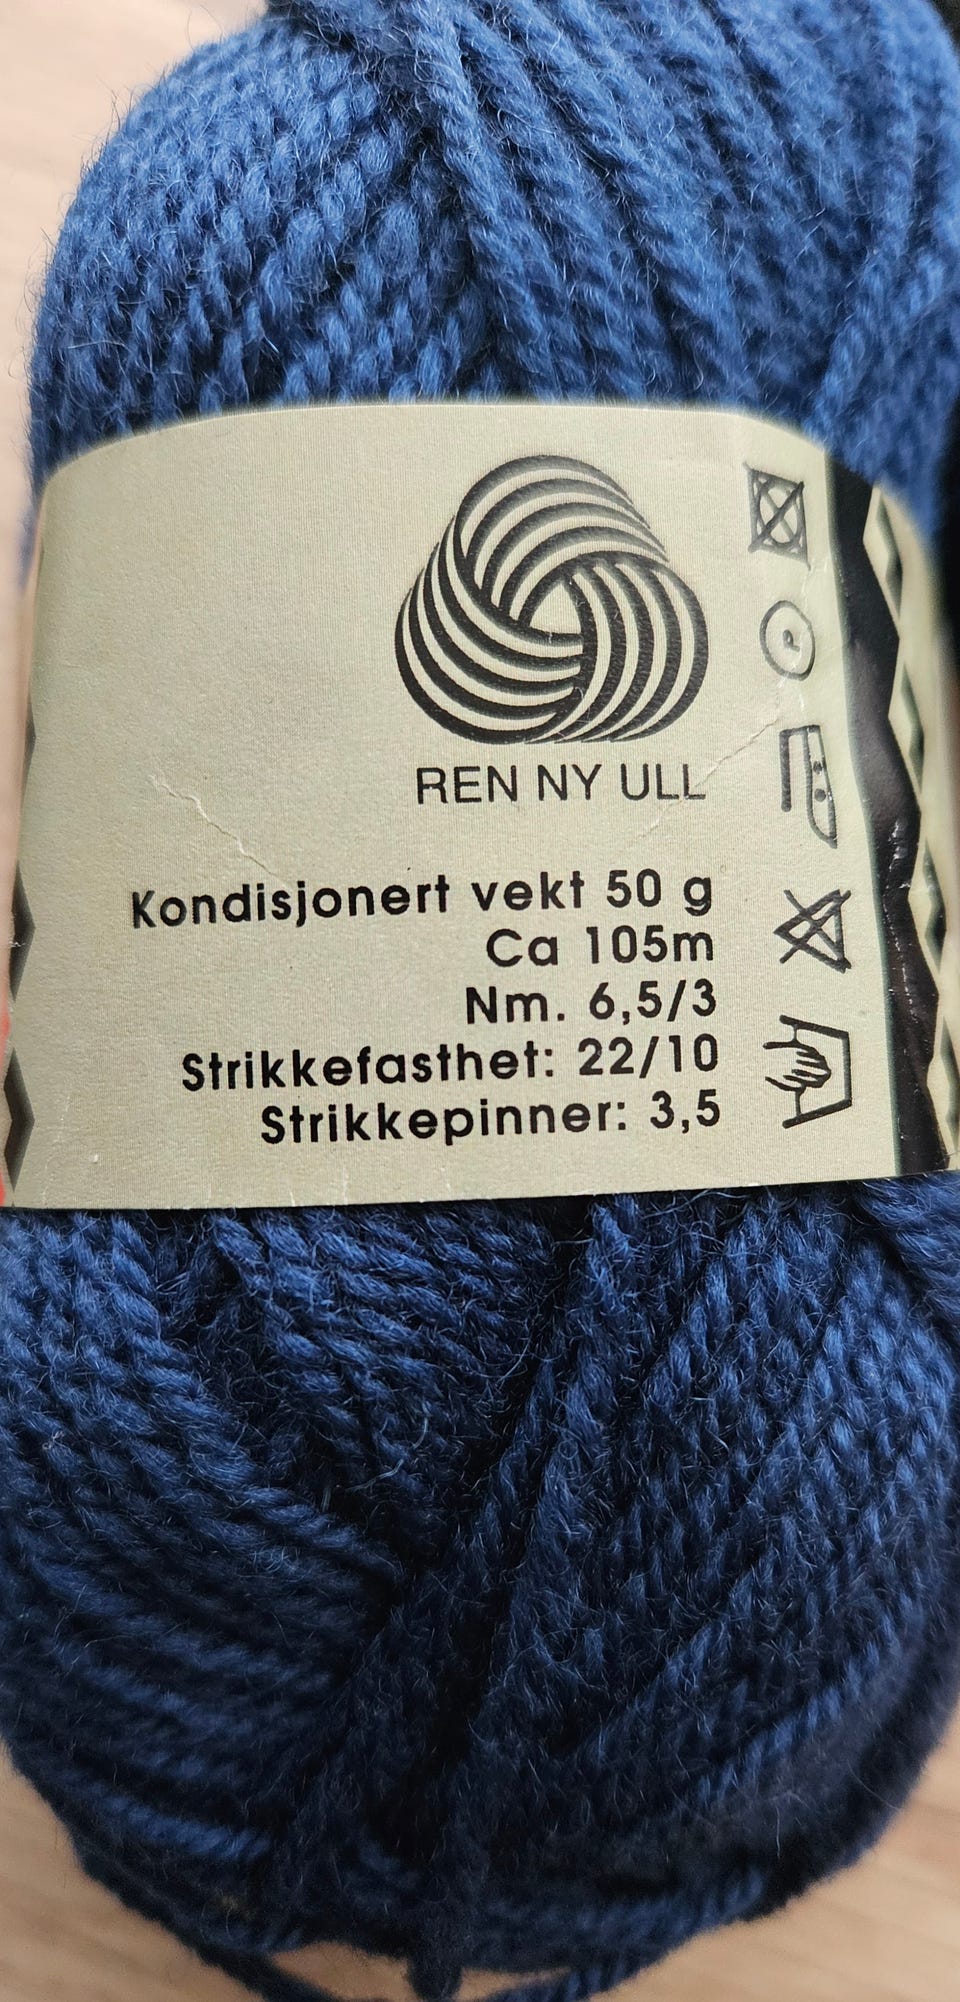 REN NY ULL
P
Kondisjonert vekt 50 g
Ca 105m
Nm. 6,5/3
Strikkefasthet: 22/10
Strikkepinner: 3,5